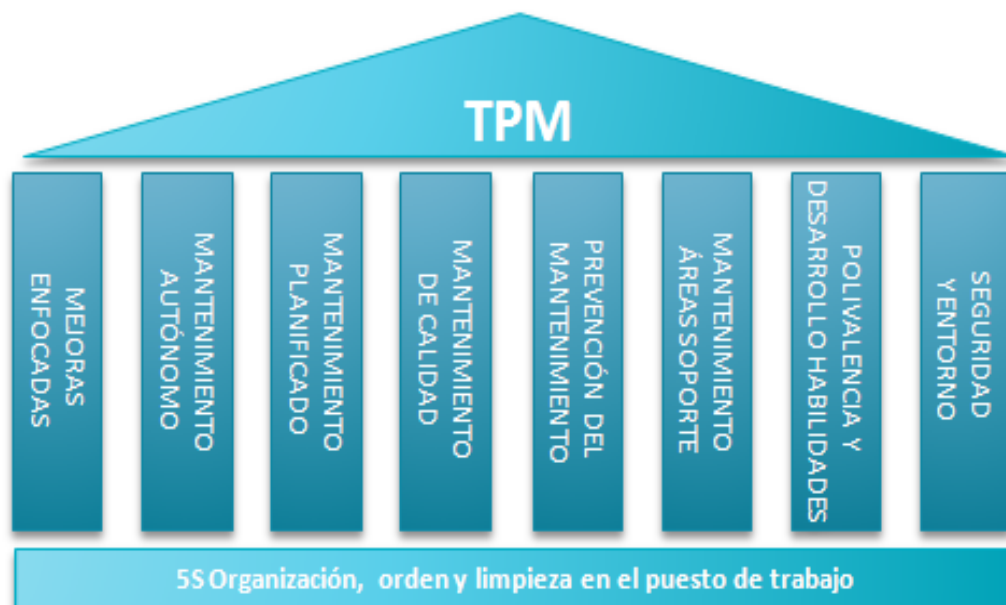 TPM
MEJORAS
ENFOCADAS
MANTENIMIENTO
AUTÓNOMO
MANTENIMIENTO
PLANIFICADO
MANTENIMIENTO
DE CALIDAD
PREVENCIÓN DEL
MANTENIMIENTO
MANTENIMIENTO
ÁREAS SOPORTE
POLIVALENCIA Y
DESARROLLO HABILIDADES
SEGURIDAD
Y ENTORNO
5S Organización, orden y limpieza en el puesto de trabajo